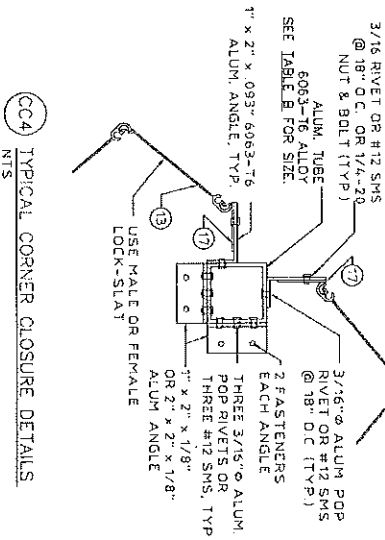 3/16 RIVET OR #12 SMS
@ 18" O.C. OR 1/4-20
NUT & BOLT (TYP.)
ALUM. TUBE
6063-T6 ALLOY
SEE TABLE B FOR SIZE.
1" x 2" x .093" 6063-T6
ALUM. ANGLE, TYP.
17
17
13
3/16"ø ALUM POP
RIVET OR #12 SMS
@ 18" O.C (TYP.)
2 FASTENERS
EACH ANGLE
THREE 3/16"ø ALUM.
POP RIVETS OR
THREE #12 SMS, TYP
1" x 2" x 1/8"
OR 2" x 2" x 1/8"
ALUM ANGLE
USE MALE OR FEMALE
LOCK-SLAT
CC4 TYPICAL CORNER CLOSURE DETAILS
NTS